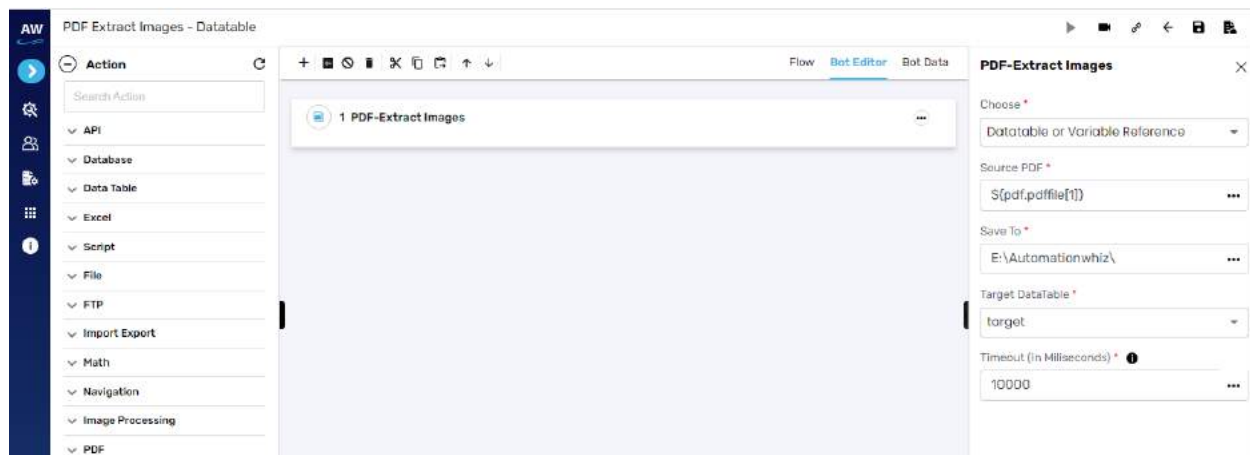 AW
PDF Extract Images - Datatable
Action
Search Action
API
Database
Data Table
Excel
Script
File
FTP
Import Export
Math
Navigation
Image Processing
PDF
Flow Bot Editor Bot Data
1 PDF-Extract Images
PDF-Extract Images
Choose *
Datatable or Variable Reference
Source PDF *
${pdf.pdffile[1]}
Save To *
E:\Automationwhiz\
Target DataTable *
target
Timeout (in Miliseconds) *
10000